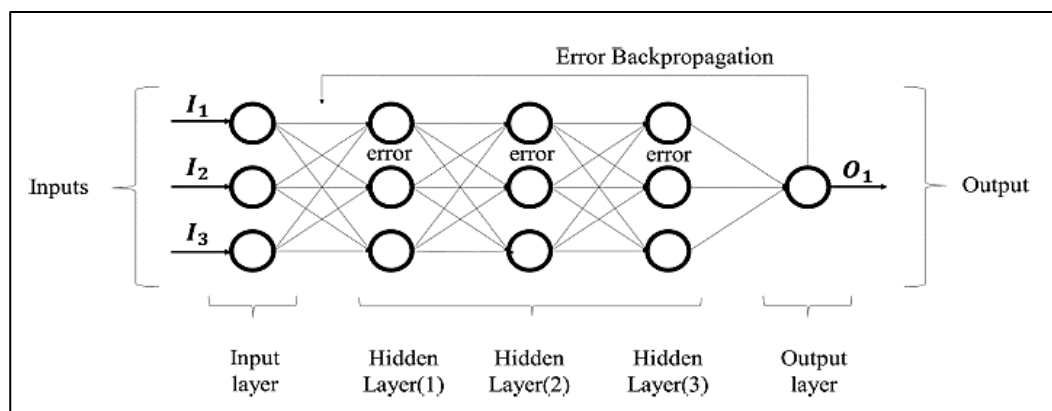 Error Backpropagation
I1
I2
I3
Inputs
error
error
error
O1
Output
Input
layer
Hidden
Layer(1)
Hidden
Layer(2)
Hidden
Layer(3)
Output
layer